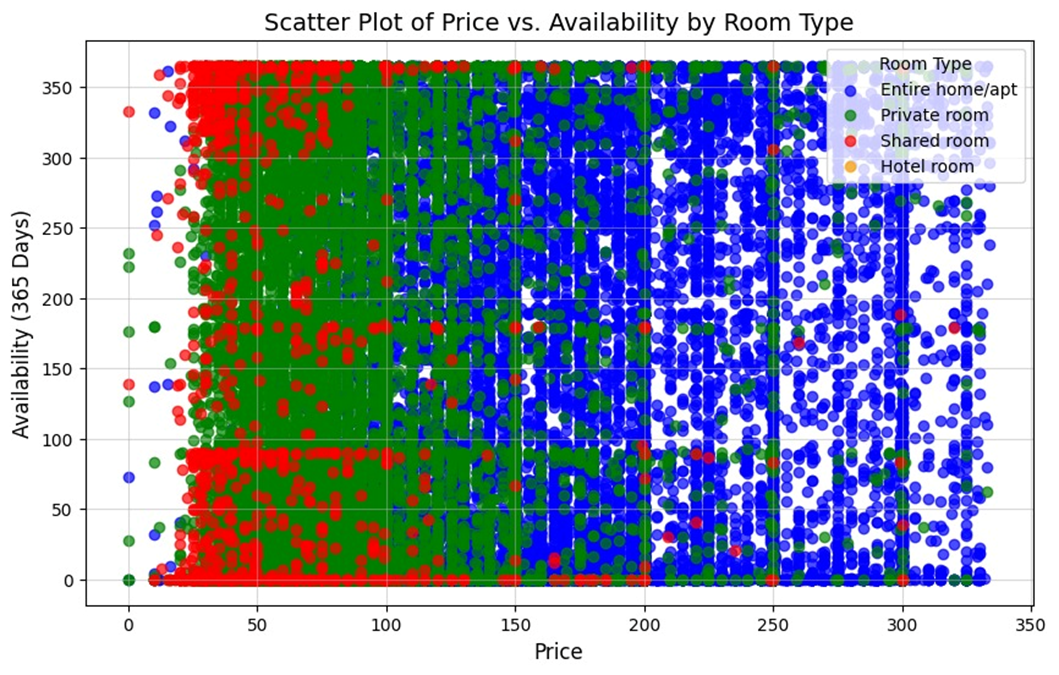 Scatter Plot of Price vs. Availability by Room Type
Room Type
Entire home/apt
Private room
Shared room
Hotel room
Availability (365 Days)
350
300
250
200
150
100
50
0
0 50 100 150 200 250 300 350
Price